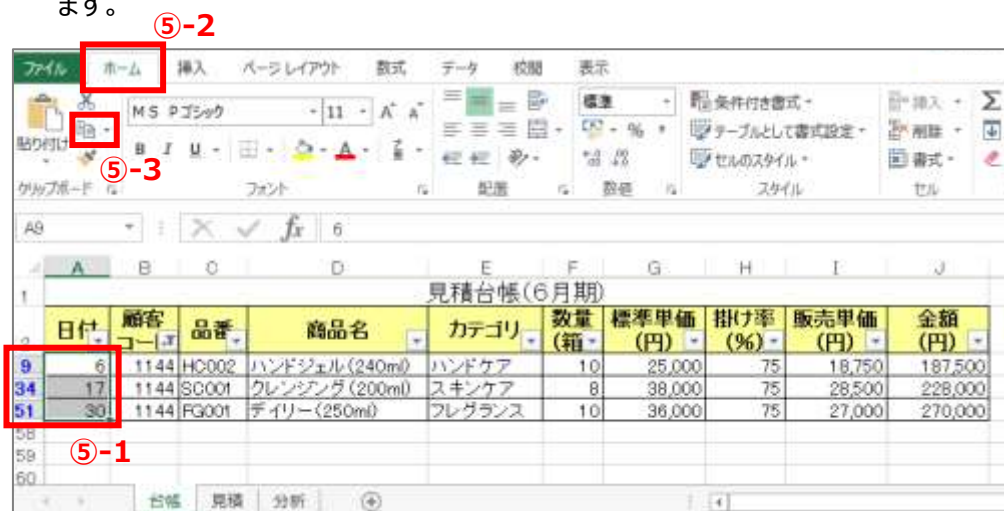 ます。
⑤-2
ファイル ホーム 挿入 ページ レイアウト 数式 データ 校閲 表示
MS Pゴシック 11 A A 標準 条件付き書式 挿入 Σ
貼り付け B I U A % テーブルとして書式設定 削除
⑤-3 セルのスタイル 書式
クリップボード フォント 配置 数値 スタイル セル
A9 fx 6
A B C D E F G H I J
1 見積台帳(6月期)
2 日付 顧客コード 品番 商品名 カテゴリ 数量(箱 標準単価(円) 掛け率(%) 販売単価(円) 金額(円)
9 6 1144 HC002 ハンドジェル(240ml) ハンドケア 10 25,000 75 18,750 187,500
34 17 1144 SC001 クレンジング(200ml) スキンケア 8 38,000 75 28,500 228,000
51 30 1144 FG001 デイリー(250ml) フレグランス 10 36,000 75 27,000 270,000
58
59
60
⑤-1
台帳 見積 分析